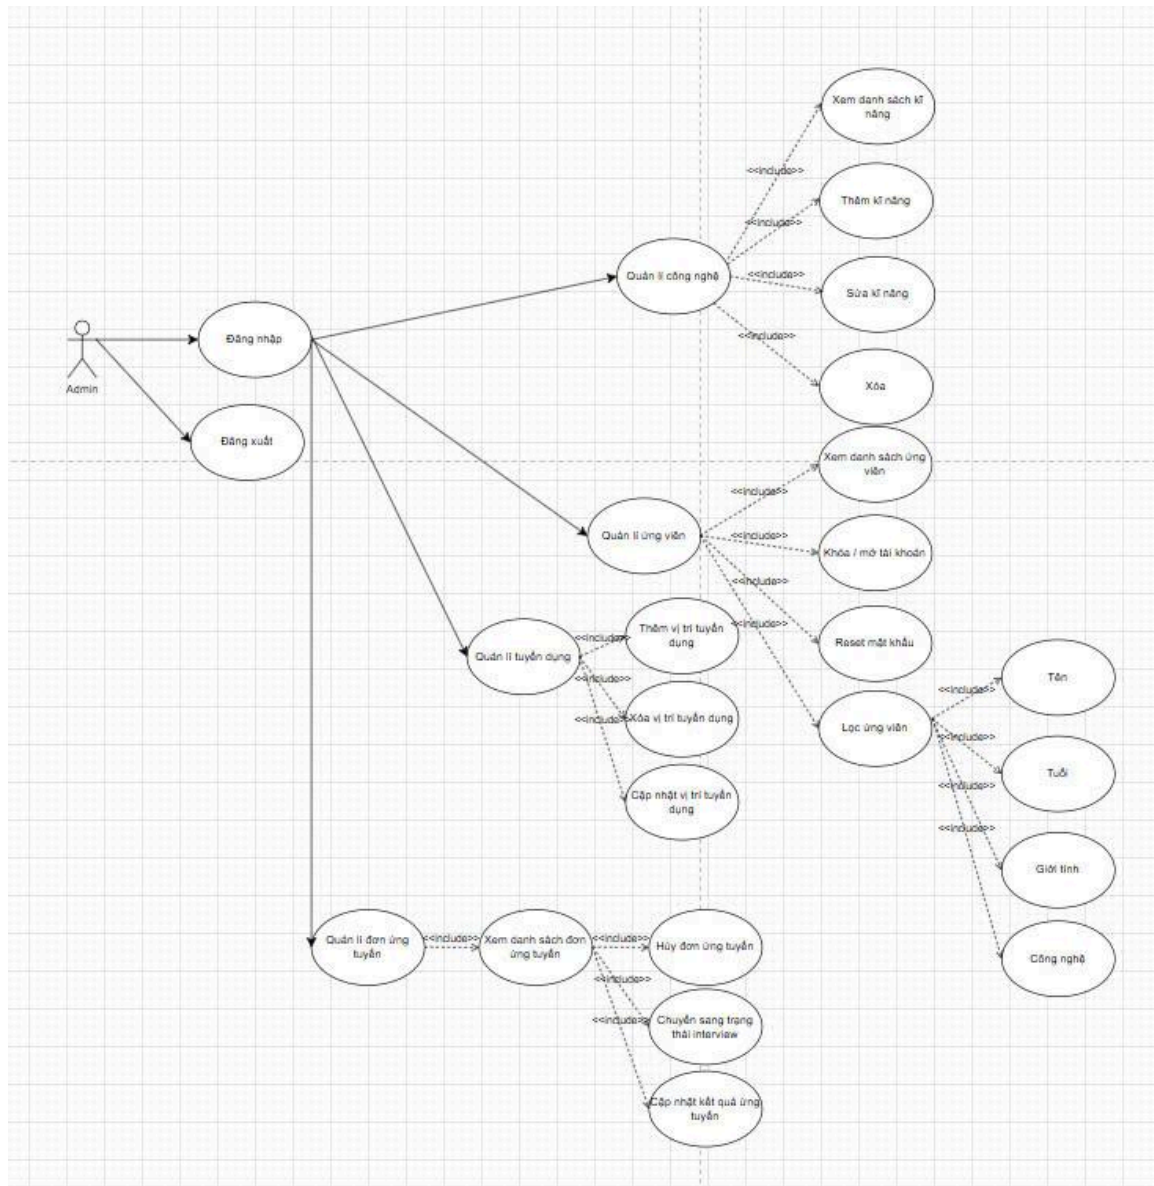 Xem danh sách kĩ
năng
<<include>>
Thêm kĩ năng
<<include>>
Quản lí công nghệ
<<include>>
Sửa kĩ năng
<<include>>
Xóa
Admin
Đăng nhập
Đăng xuất
Xem danh sách ứng
viên
<<include>>
Quản lí ứng viên
<<include>>
Khóa / mở tài khoản
<<include>>
Reset mật khẩu
<<include>>
Lọc ứng viên
<<include>>
Tên
<<include>>
Tuổi
<<include>>
Giới tính
<<include>>
Công nghệ
Quản lí tuyển dụng
<<include>>
Thêm vị trí tuyển
dụng
<<include>>
Xóa vị trí tuyển dụng
<<include>>
Cập nhật vị trí tuyển
dụng
Quản lí đơn ứng
tuyển
<<include>>
Xem danh sách đơn
ứng tuyển
<<include>>
Hủy đơn ứng tuyển
<<include>>
Chuyển sang trạng
thái interview
<<include>>
Cập nhật kết quả ứng
tuyển